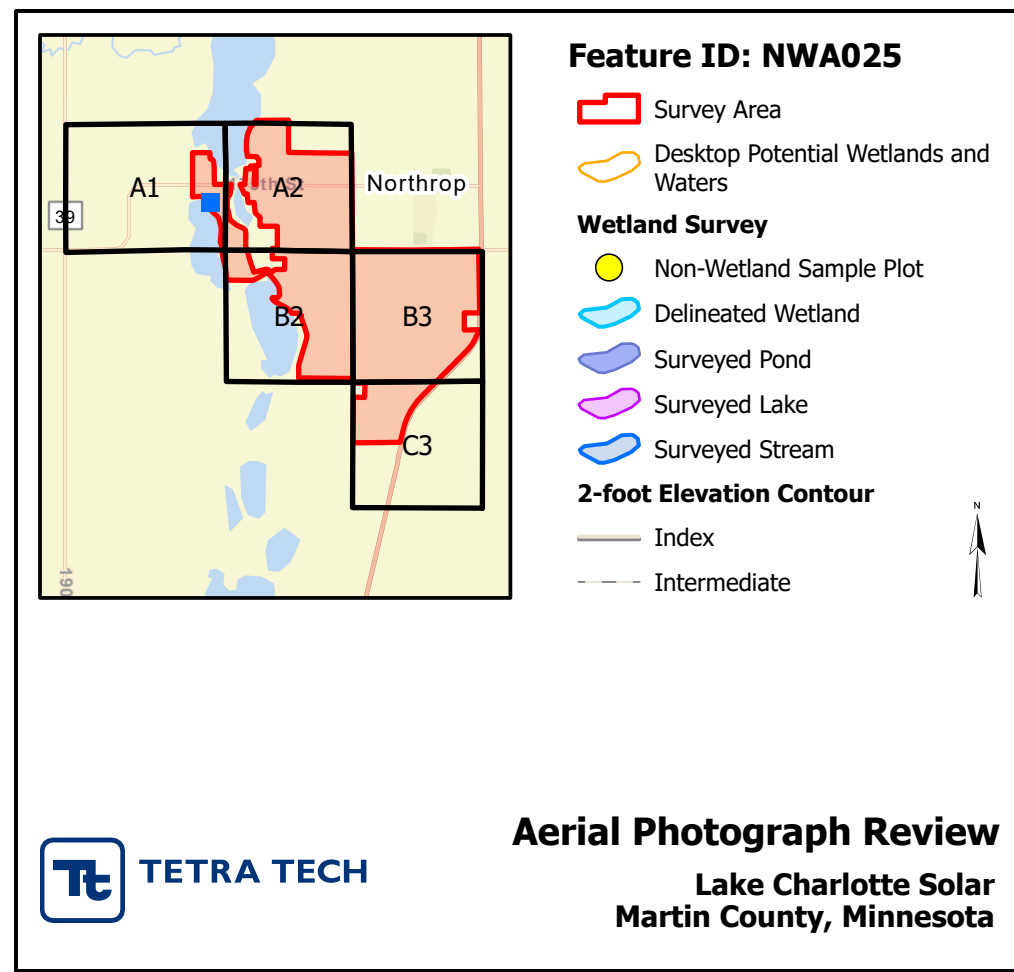 A1
A2
Northrop
39
B2
B3
C3
190
Feature ID: NWA025
Survey Area
Desktop Potential Wetlands and
Waters
Wetland Survey
Non-Wetland Sample Plot
Delineated Wetland
Surveyed Pond
Surveyed Lake
Surveyed Stream
2-foot Elevation Contour
Index
Intermediate
N
Tt
TETRA TECH
Aerial Photograph Review
Lake Charlotte Solar
Martin County, Minnesota